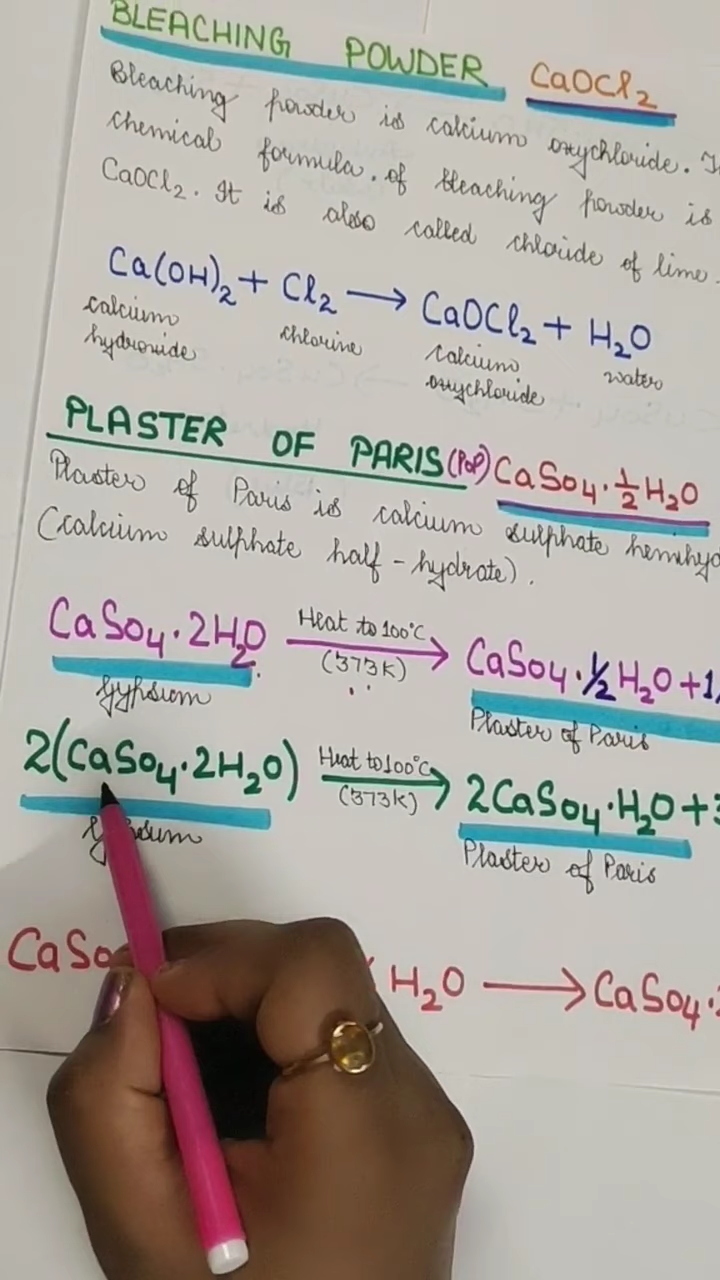 BLEACHING POWDER CaOCl₂
Bleaching powder is calcium oxychloride.
chemical formula. of bleaching powder is
CaOCl₂. It is also called chloride of lime.
Ca(OH)₂ + Cl₂ → CaOCl₂ + H₂O
calcium hydroxide chlorine calcium oxychloride water
PLASTER OF PARIS (POP) CaSO₄·½H₂O
Plaster of Paris is calcium sulphate hemihyd
(calcium sulphate half-hydrate).
Heat to 100°C
CaSO₄·2H₂O → CaSO₄·½H₂O + 1
(373K)
Gypsum Plaster of Paris
Heat to 100°C
2(CaSO₄·2H₂O) → 2CaSO₄·H₂O + 3
(373K)
Plaster of Paris
CaSO H₂O → CaSO₄·